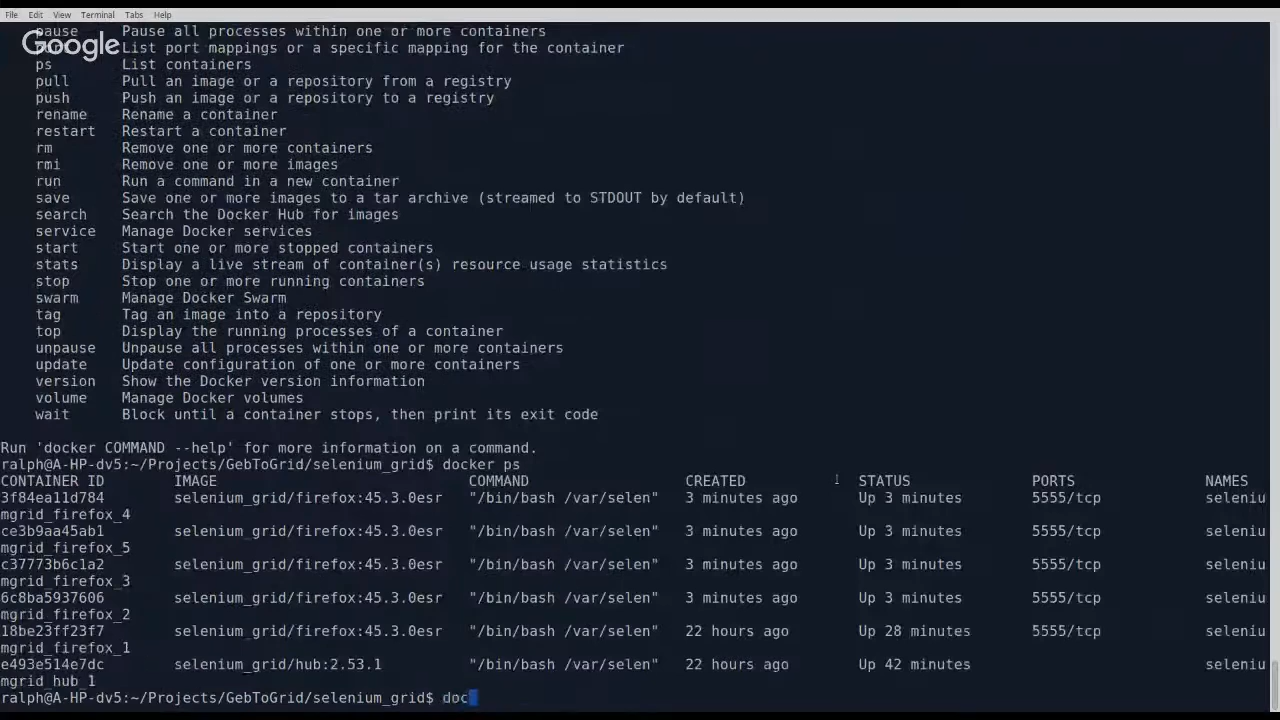 File Edit View Terminal Tabs Help
Google
pause Pause all processes within one or more containers
List port mappings or a specific mapping for the container
ps List containers
pull Pull an image or a repository from a registry
push Push an image or a repository to a registry
rename Rename a container
restart Restart a container
rm Remove one or more containers
rmi Remove one or more images
run Run a command in a new container
save Save one or more images to a tar archive (streamed to STDOUT by default)
search Search the Docker Hub for images
service Manage Docker services
start Start one or more stopped containers
stats Display a live stream of container(s) resource usage statistics
stop Stop one or more running containers
swarm Manage Docker Swarm
tag Tag an image into a repository
top Display the running processes of a container
unpause Unpause all processes within one or more containers
update Update configuration of one or more containers
version Show the Docker version information
volume Manage Docker volumes
wait Block until a container stops, then print its exit code
Run 'docker COMMAND --help' for more information on a command.
ralph@A-HP-dv5:~/Projects/GebToGrid/selenium_grid$ docker ps
CONTAINER ID IMAGE COMMAND CREATED STATUS PORTS NAMES
3f84ea11d784 selenium_grid/firefox:45.3.0esr "/bin/bash /var/selen" 3 minutes ago Up 3 minutes 5555/tcp seleniu
mgrid_firefox_4
ce3b9aa45ab1 selenium_grid/firefox:45.3.0esr "/bin/bash /var/selen" 3 minutes ago Up 3 minutes 5555/tcp seleniu
mgrid_firefox_5
c37773b6c1a2 selenium_grid/firefox:45.3.0esr "/bin/bash /var/selen" 3 minutes ago Up 3 minutes 5555/tcp seleniu
mgrid_firefox_3
6c8ba5937606 selenium_grid/firefox:45.3.0esr "/bin/bash /var/selen" 3 minutes ago Up 3 minutes 5555/tcp seleniu
mgrid_firefox_2
18be23ff23f7 selenium_grid/firefox:45.3.0esr "/bin/bash /var/selen" 22 hours ago Up 28 minutes 5555/tcp seleniu
mgrid_firefox_1
e493e514e7dc selenium_grid/hub:2.53.1 "/bin/bash /var/selen" 22 hours ago Up 42 minutes seleniu
mgrid_hub_1
ralph@A-HP-dv5:~/Projects/GebToGrid/selenium_grid$ doc